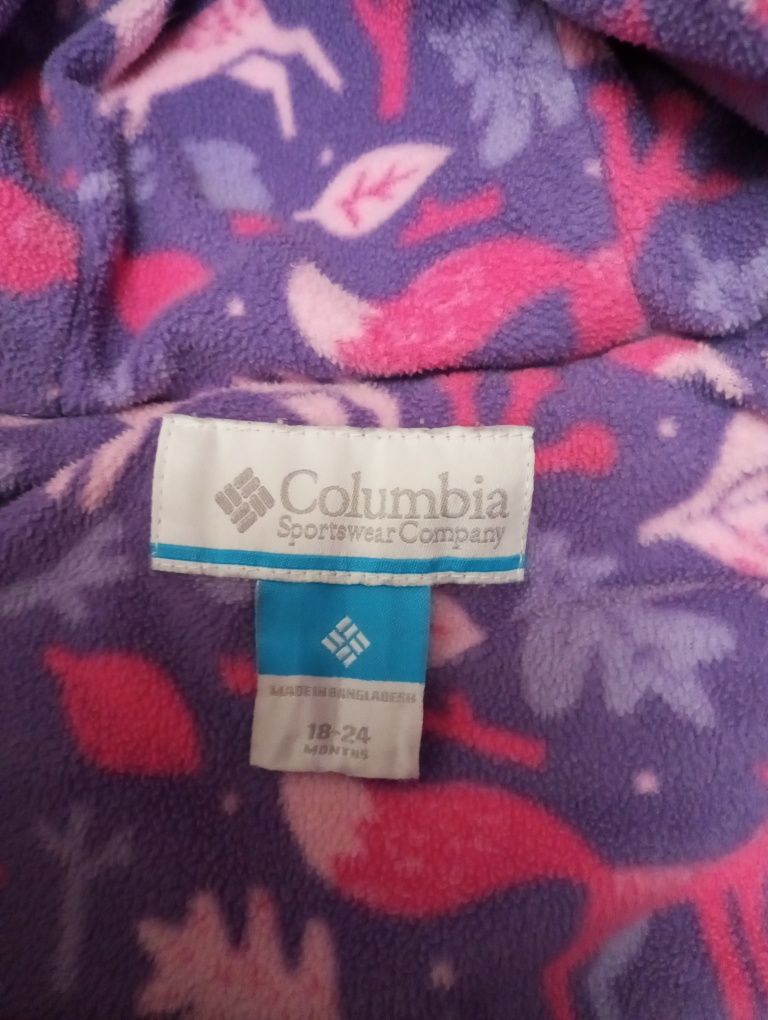 Columbia
Sportswear Company
MADE IN BANGLADESH
18-24
MONTHS